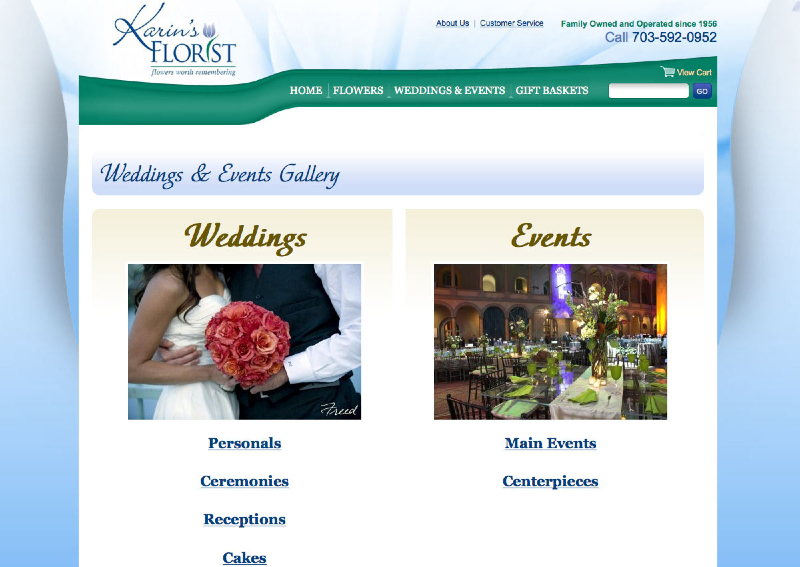 Karin's
FLORIST
flowers worth remembering
About Us | Customer Service
Family Owned and Operated since 1956
Call 703-592-0952
View Cart
HOME | FLOWERS | WEDDINGS & EVENTS | GIFT BASKETS
GO
Weddings & Events Gallery
Weddings
Events
Freed
Personals
Main Events
Ceremonies
Centerpieces
Receptions
Cakes